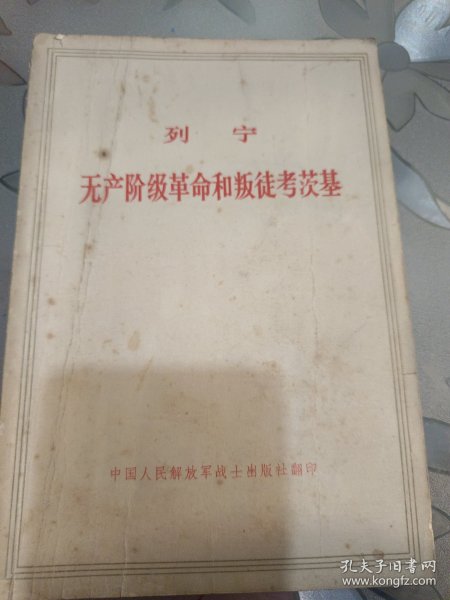 列 宁
无产阶级革命和叛徒考茨基
中国人民解放军战士出版社翻印
孔夫子旧书网
www.kongfz.com